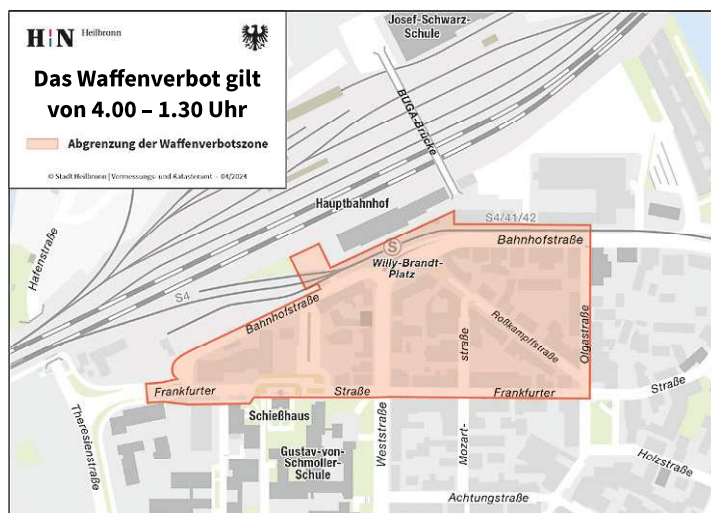 H:N Heilbronn
Das Waffenverbot gilt
von 4.00 – 1.30 Uhr
Abgrenzung der Waffenverbotszone
© Stadt Heilbronn | Vermessungs- und Katasteramt - 04/2024
Josef-Schwarz-
Schule
BUGA-Brücke
Hauptbahnhof
S4/41/42
Bahnhofstraße
S
Willy-Brandt-
Platz
Hafenstraße
S4
Bahnhofstraße
Roßkampffstraße
Olgastraße
straße
Mozart-
Frankfurter
Straße
Frankfurter
Straße
Schießhaus
Theresienstraße
Gustav-von-
Schmoller-
Schule
Weststraße
Holzstraße
Achtungstraße